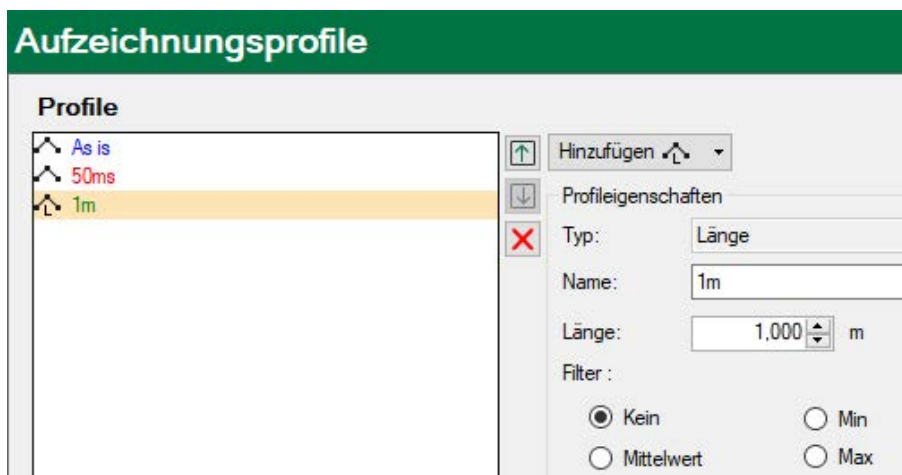 Aufzeichnungsprofile
Profile
As is
50ms
1m
Hinzufügen
Profileigenschaften
Typ: Länge
Name: 1m
Länge: 1,000 m
Filter :
Kein Min
Mittelwert Max